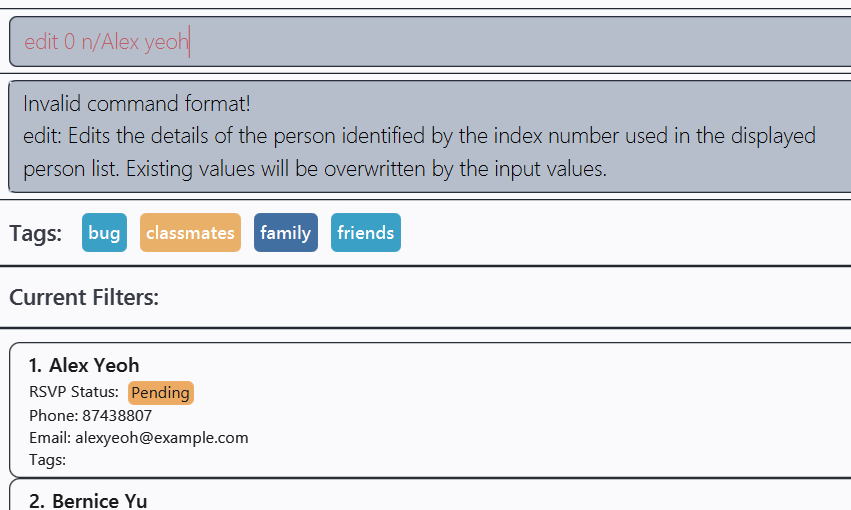 edit 0 n/Alex yeoh
Invalid command format!
edit: Edits the details of the person identified by the index number used in the displayed
person list. Existing values will be overwritten by the input values.
Tags: bug classmates family friends
Current Filters:
1. Alex Yeoh
RSVP Status: Pending
Phone: 87438807
Email: alexyeoh@example.com
Tags:
2. Bernice Yu